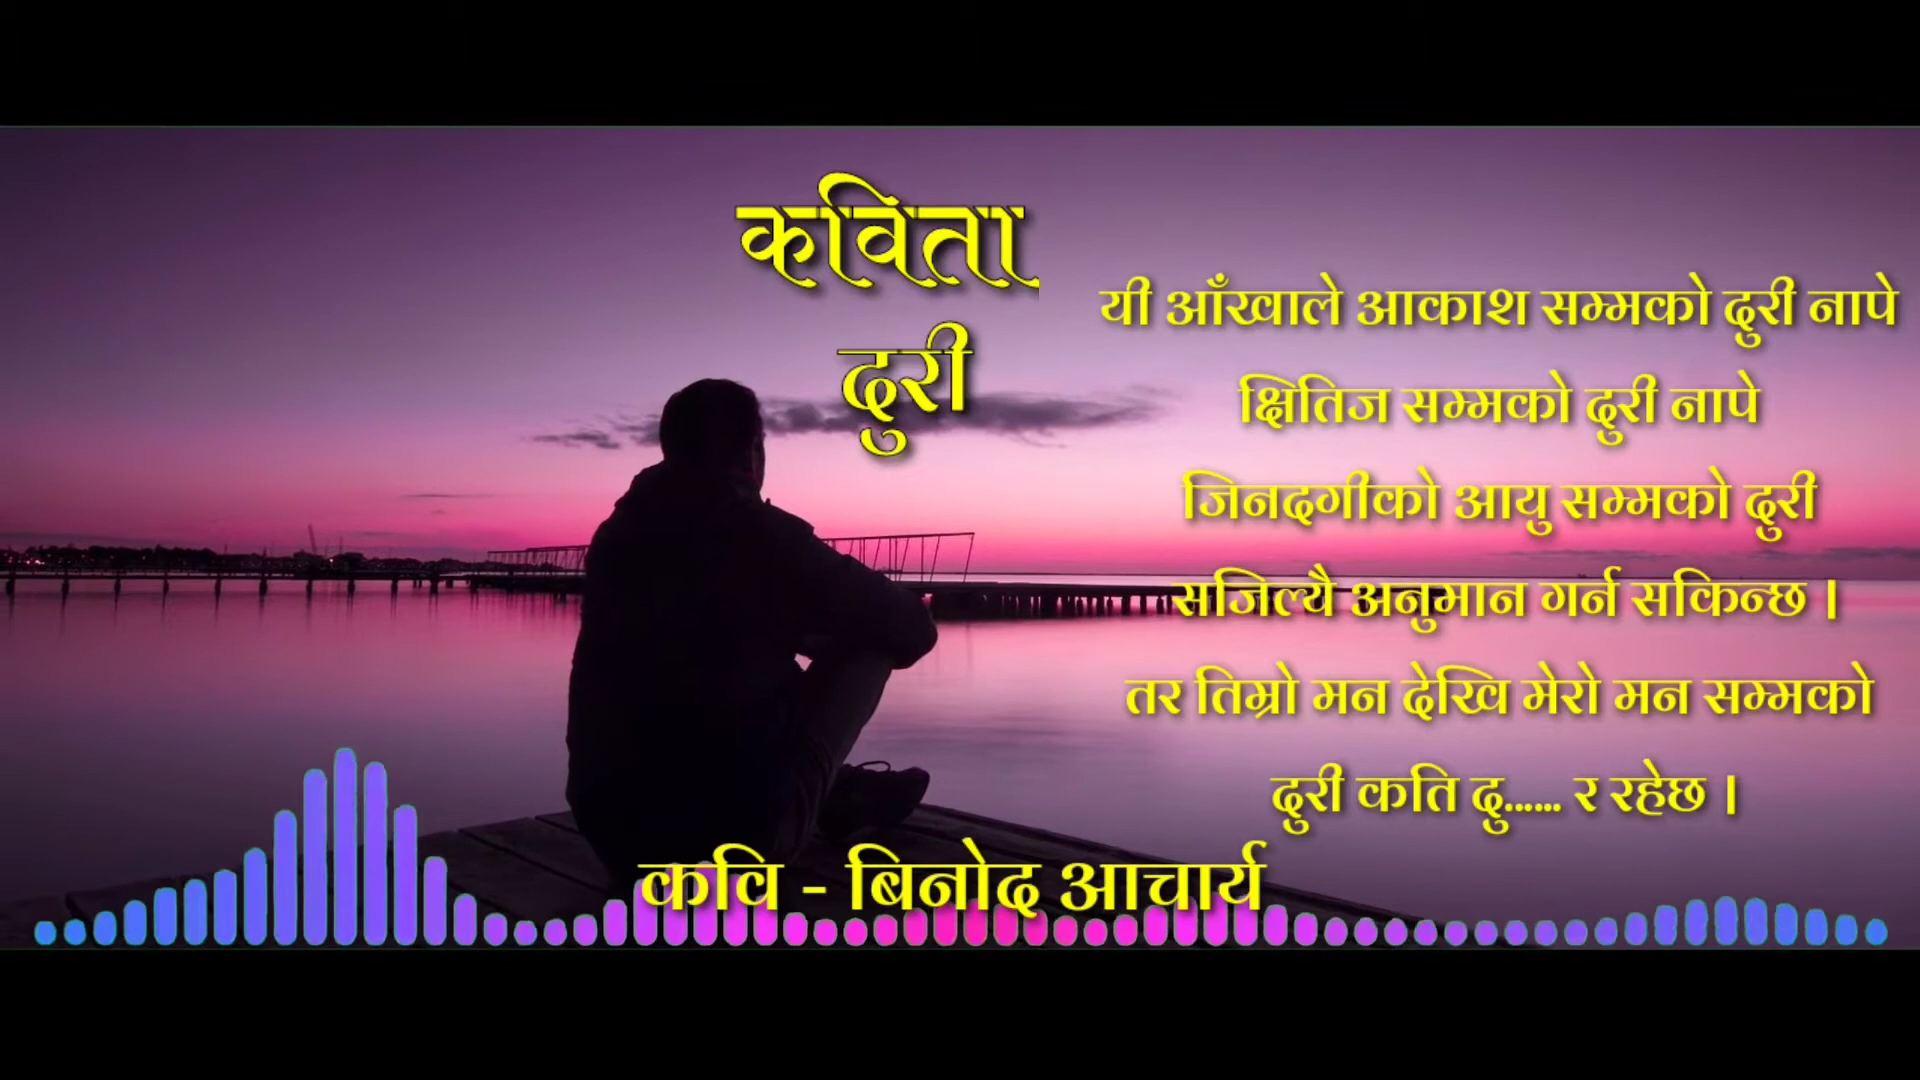 कविता
दुरी
यी आँखाले आकाश सम्मको दुरी नापे
क्षितिज सम्मको दुरी नापे
जिनदगीको आयु सम्मको दुरी
सजिल्यै अनुमान गर्न सकिन्छ ।
तर तिम्रो मन देखि मेरो मन सम्मको
दुरी कति दु...... र रहेछ ।
कवि - बिनोद आचार्य